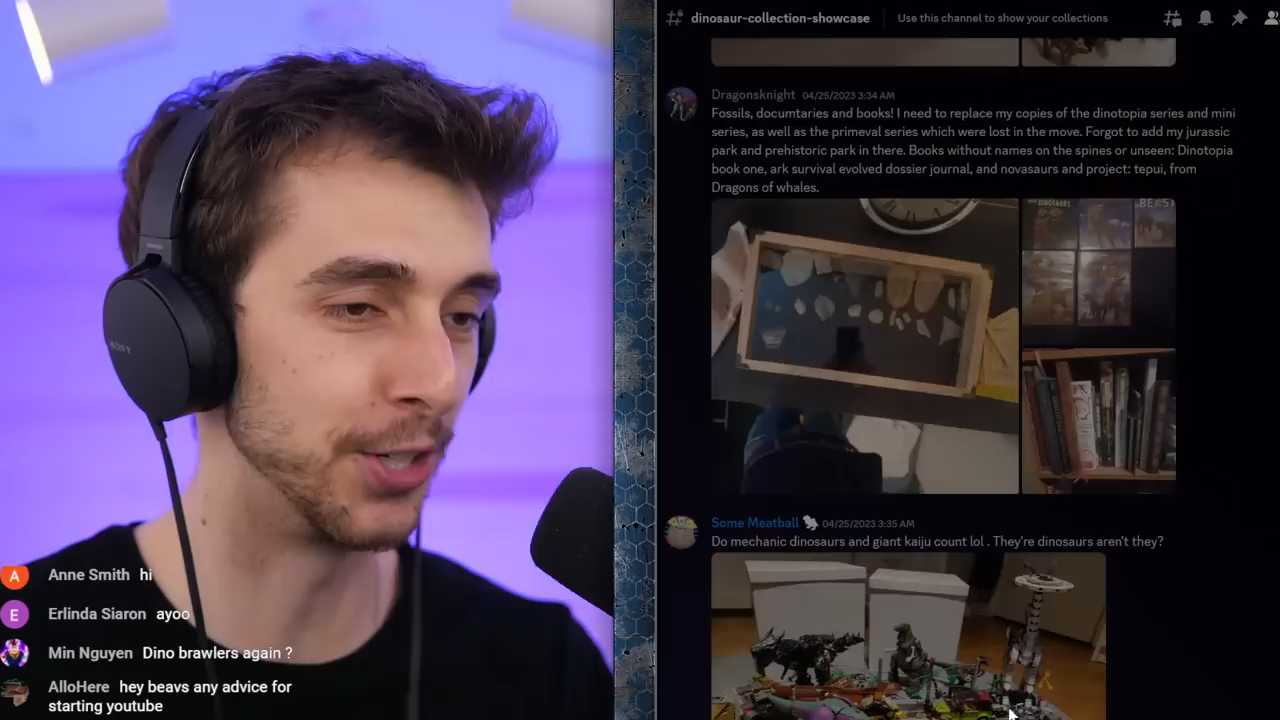 dinosaur-collection-showcase
Use this channel to show your collections
Dragonsknight 04/25/2023 3:34 AM
Fossils, documtaries and books! I need to replace my copies of the dinotopia series and mini
series, as well as the primeval series which were lost in the move. Forgot to add my jurassic
park and prehistoric park in there. Books without names on the spines or unseen: Dinotopia
book one, ark survival evolved dossier journal, and novasaurs and project: tepui, from
Dragons of whales.
DINOSAURS
BEAST
SONY
Some Meatball 04/25/2023 3:35 AM
Do mechanic dinosaurs and giant kaiju count lol . They're dinosaurs aren't they?
A
Anne Smith hi
E
Erlinda Siaron ayoo
Min Nguyen Dino brawlers again ?
AlloHere hey beavs any advice for
starting youtube